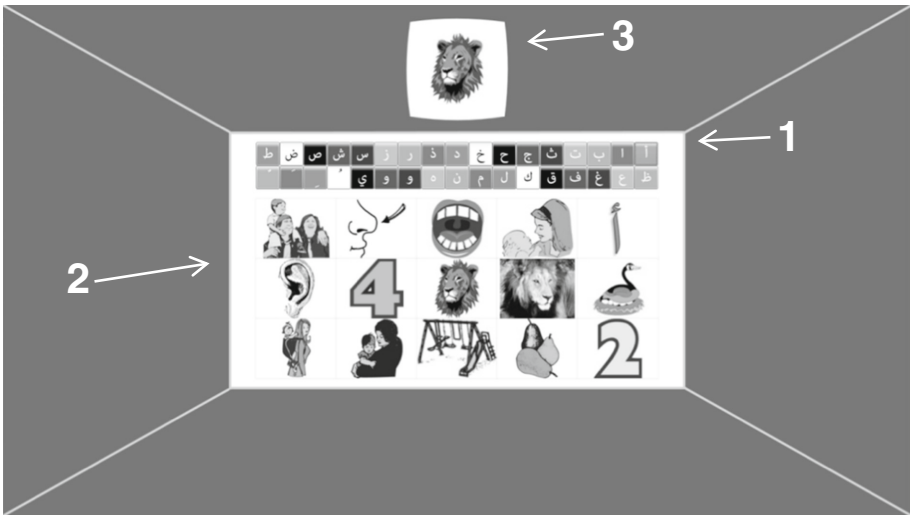 3
1
أ ا ب ت ث ج ح خ د ذ ر ز س ش ص ض ط
ظ ع غ ف ق ك ل م ن ه و و ي ُ ِ َ
2
4
2